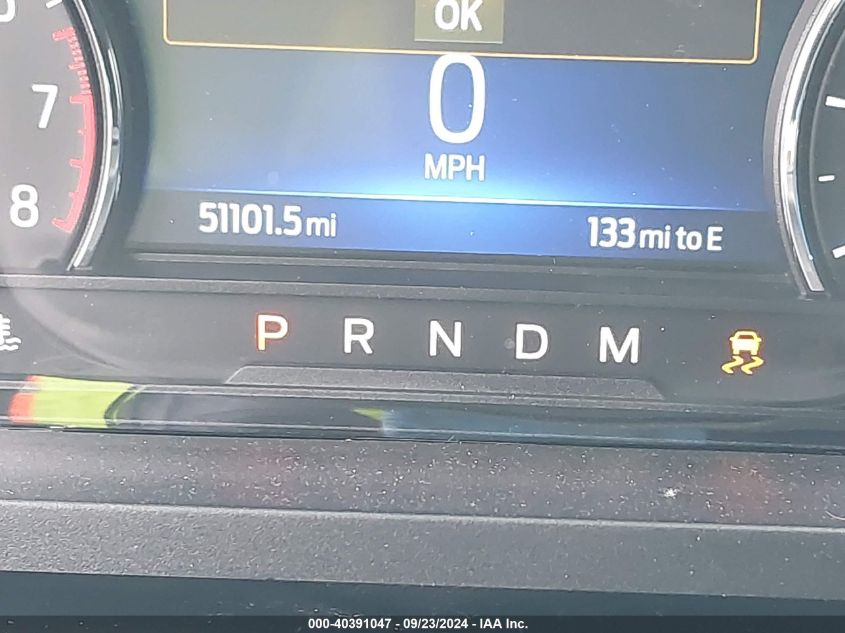 OK
7
0
MPH
8
51101.5 mi 133 mi to E
P R N D M
000-40391047 - 09/23/2024 - IAA Inc.